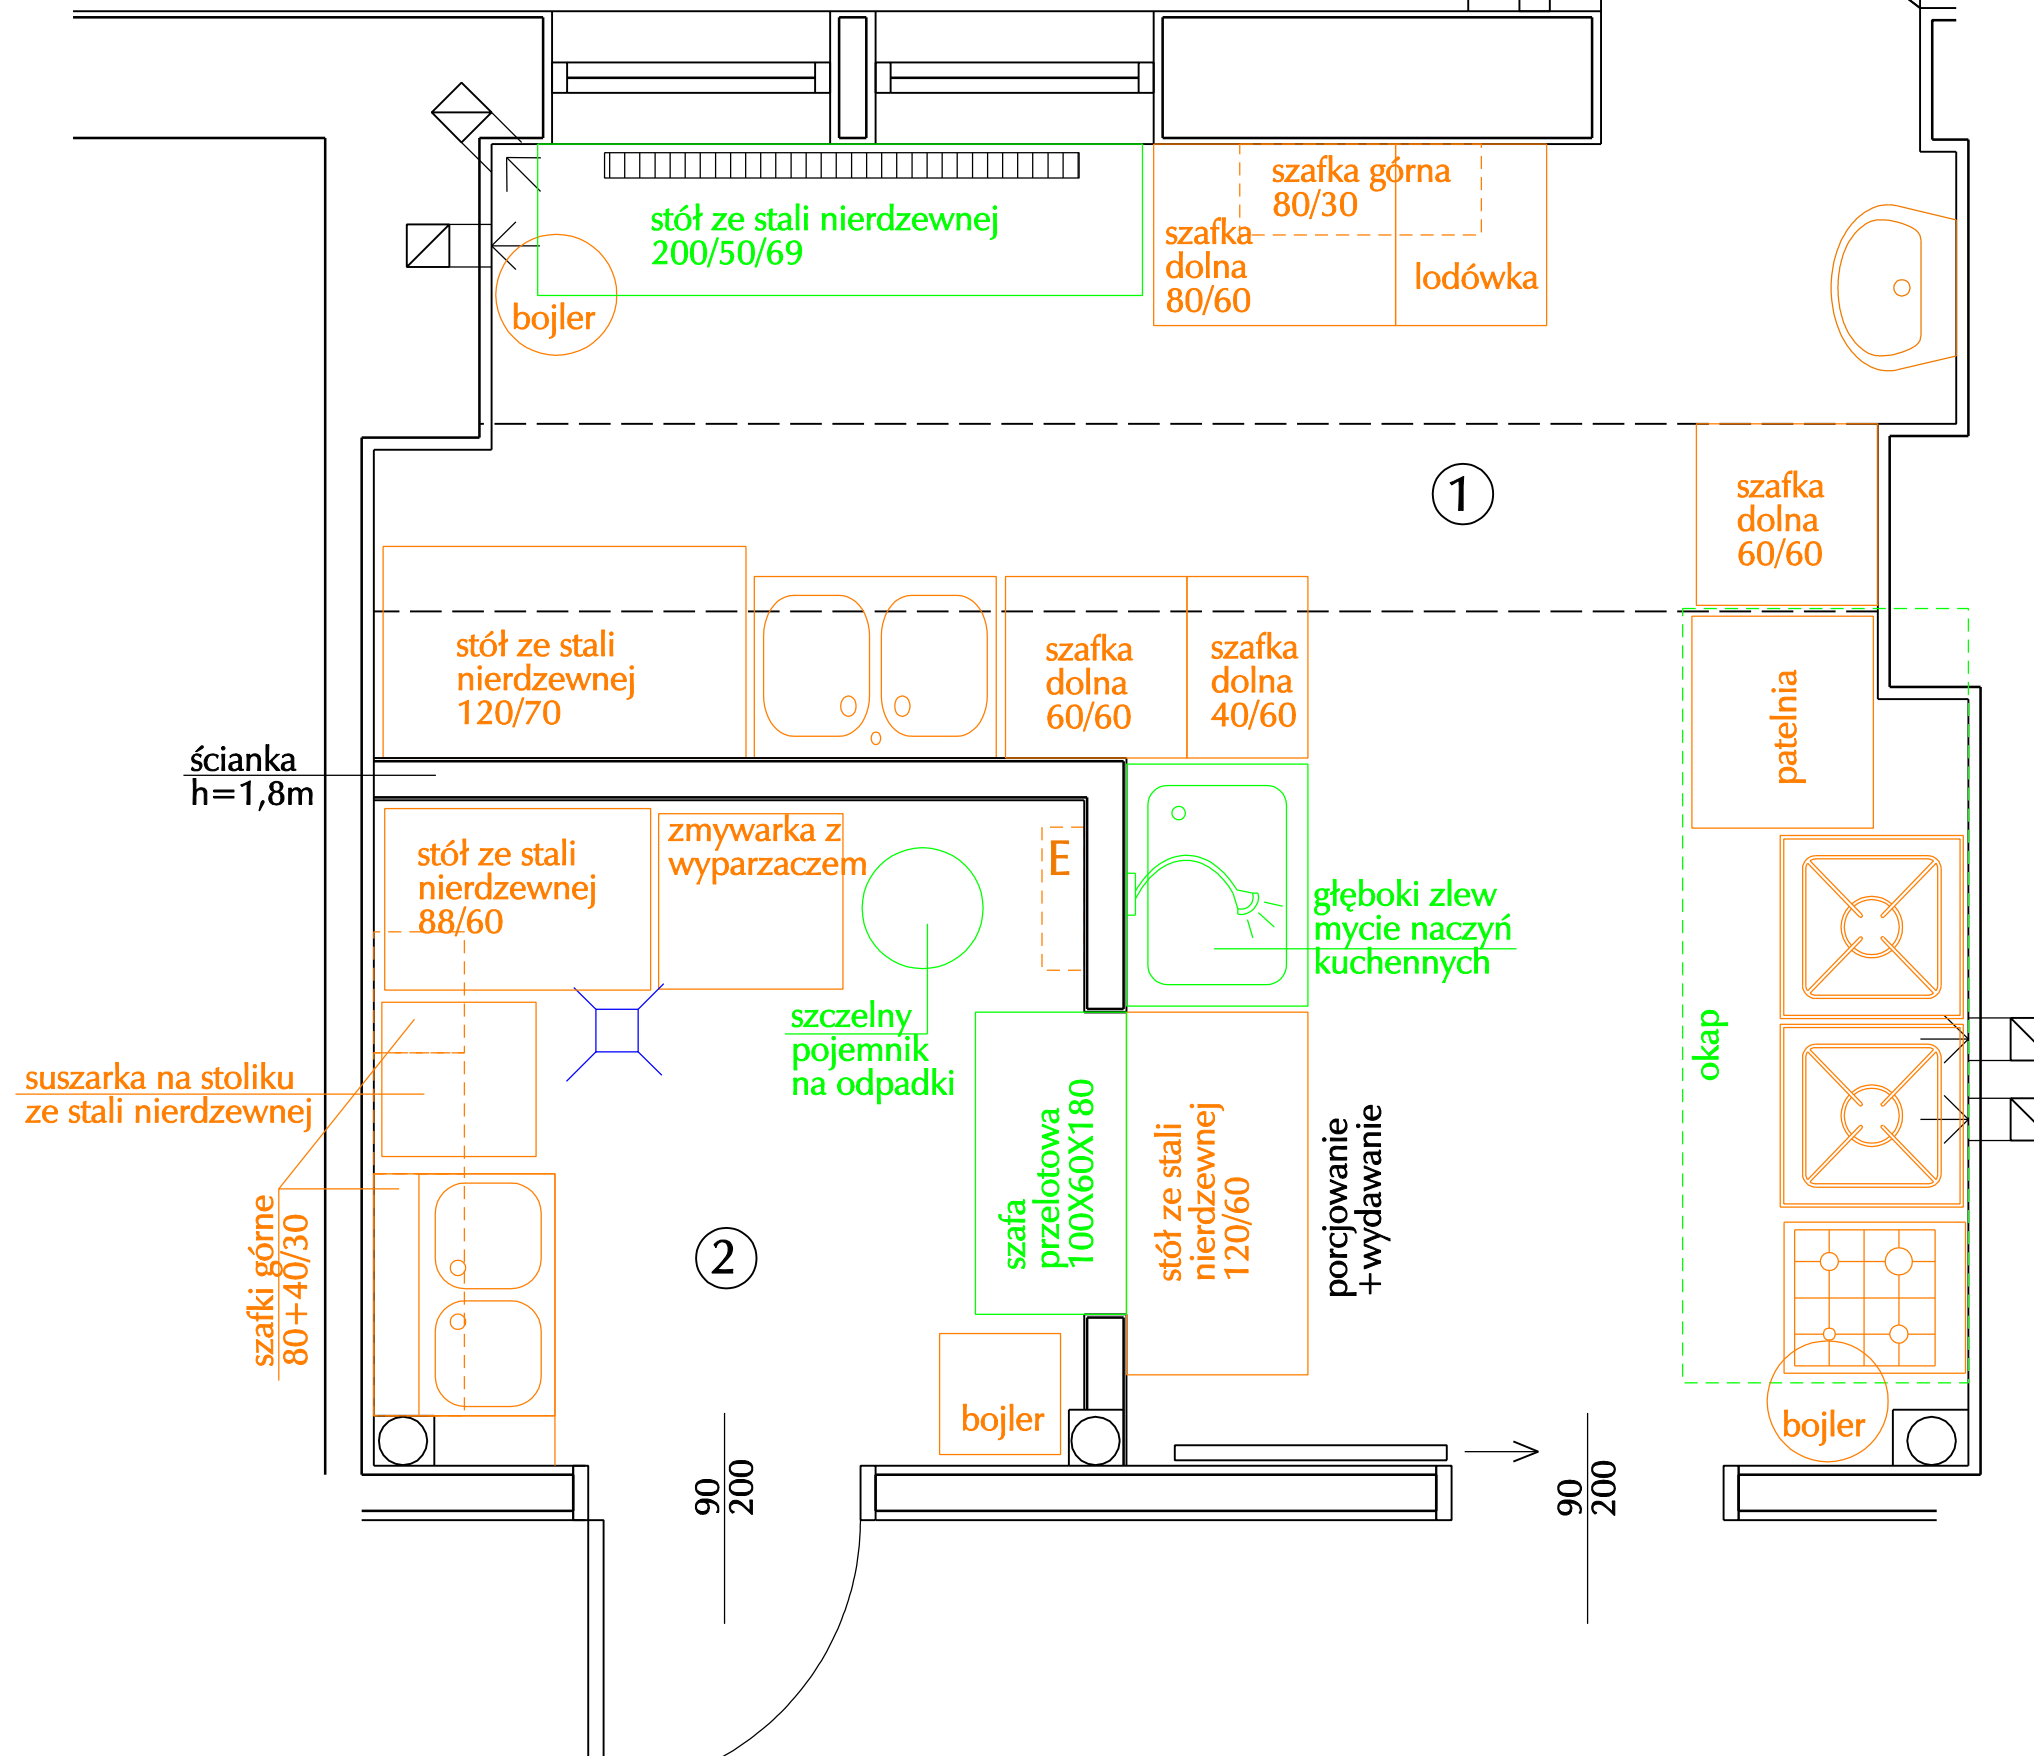 szafka górna
80/30
stół ze stali nierdzewnej
200/50/69
szafka
dolna
80/60
lodówka
bojler
1
szafka
dolna
60/60
stół ze stali
nierdzewnej
120/70
szafka
dolna
60/60
szafka
dolna
40/60
patelnia
ścianka
h=1,8m
stół ze stali
nierdzewnej
88/60
zmywarka z
wyparzaczem
E
głęboki zlew
mycie naczyń
kuchennych
szczelny
pojemnik
na odpadki
okap
suszarka na stoliku
ze stali nierdzewnej
szafa
przelotowa
100X60X180
stół ze stali
nierdzewnej
120/60
porcjowanie
+wydawanie
szafki górne
80+40/30
2
bojler
bojler
90
200
90
200